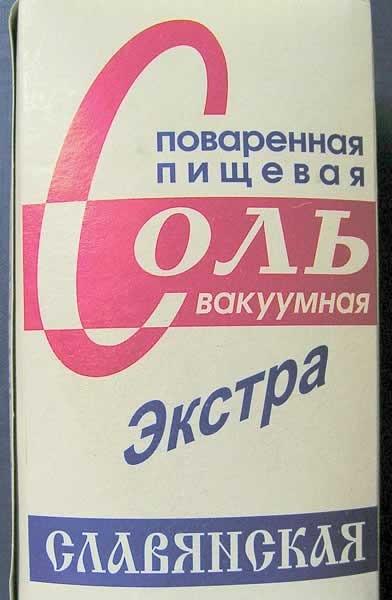 поваренная
пищевая
Соль
вакуумная
Экстра
СЛАВЯНСКАЯ